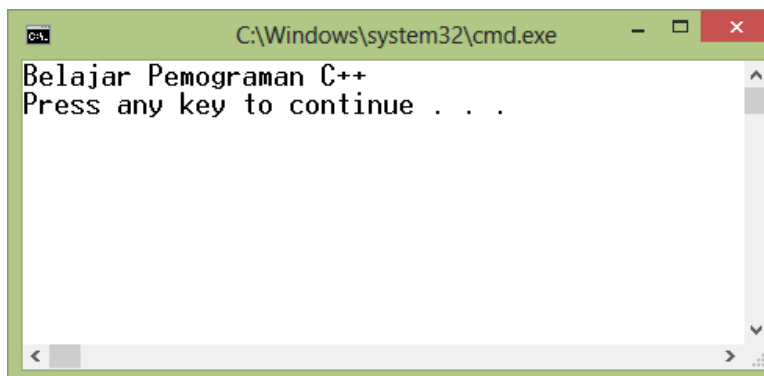 C:\Windows\system32\cmd.exe
Belajar Pemograman C++
Press any key to continue . . .